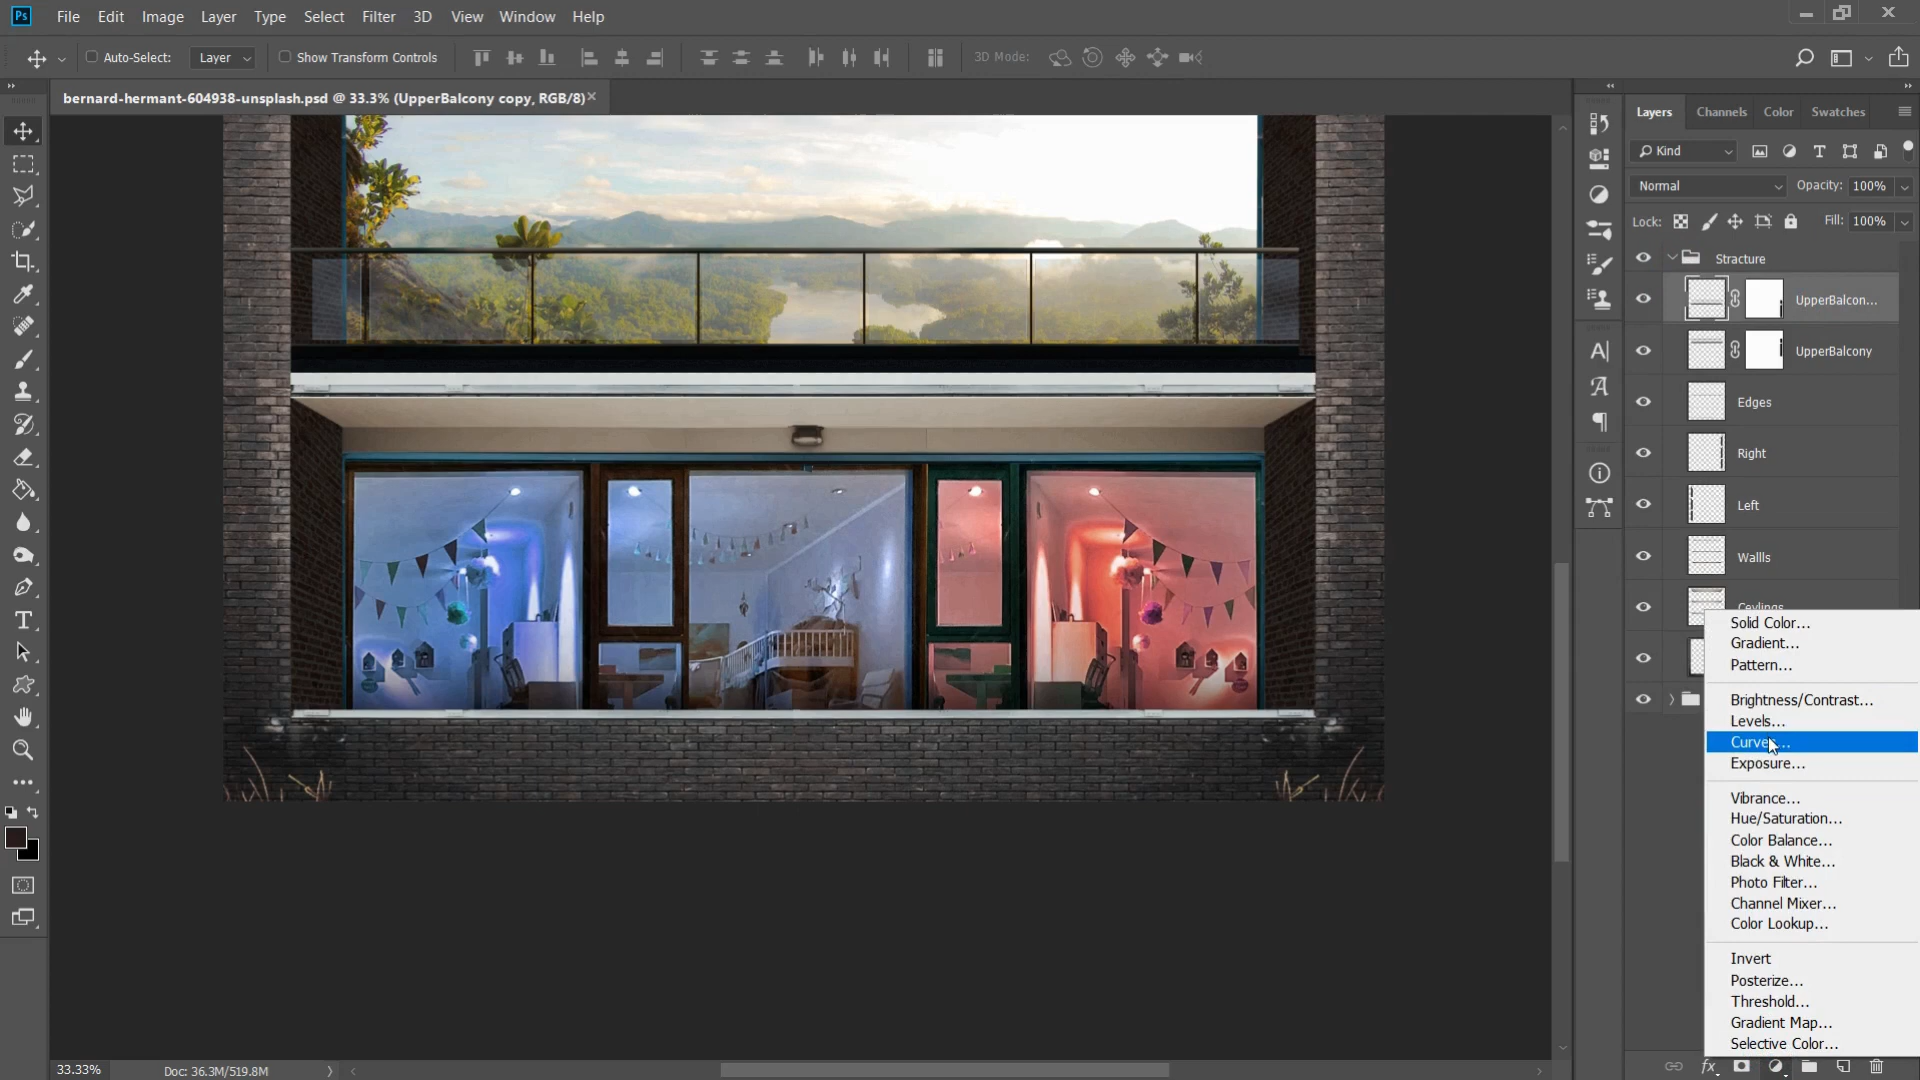 Ps File Edit Image Layer Type Select Filter 3D View Window Help
Auto-Select: Layer Show Transform Controls 3D Mode:
bernard-hermant-604938-unsplash.psd @ 33.3% (UpperBalcony copy, RGB/8)
Layers Channels Color Swatches
Kind
Normal Opacity: 100%
Lock: Fill: 100%
Stracture
UpperBalcon...
UpperBalcony
Edges
Right
Left
Wallls
Ceylings
Solid Color...
Gradient...
Pattern...
Brightness/Contrast...
Levels...
Curves...
Exposure...
Vibrance...
Hue/Saturation...
Color Balance...
Black & White...
Photo Filter...
Channel Mixer...
Color Lookup...
Invert
Posterize...
Threshold...
Gradient Map...
Selective Color...
33.33% Doc: 36.3M/519.8M